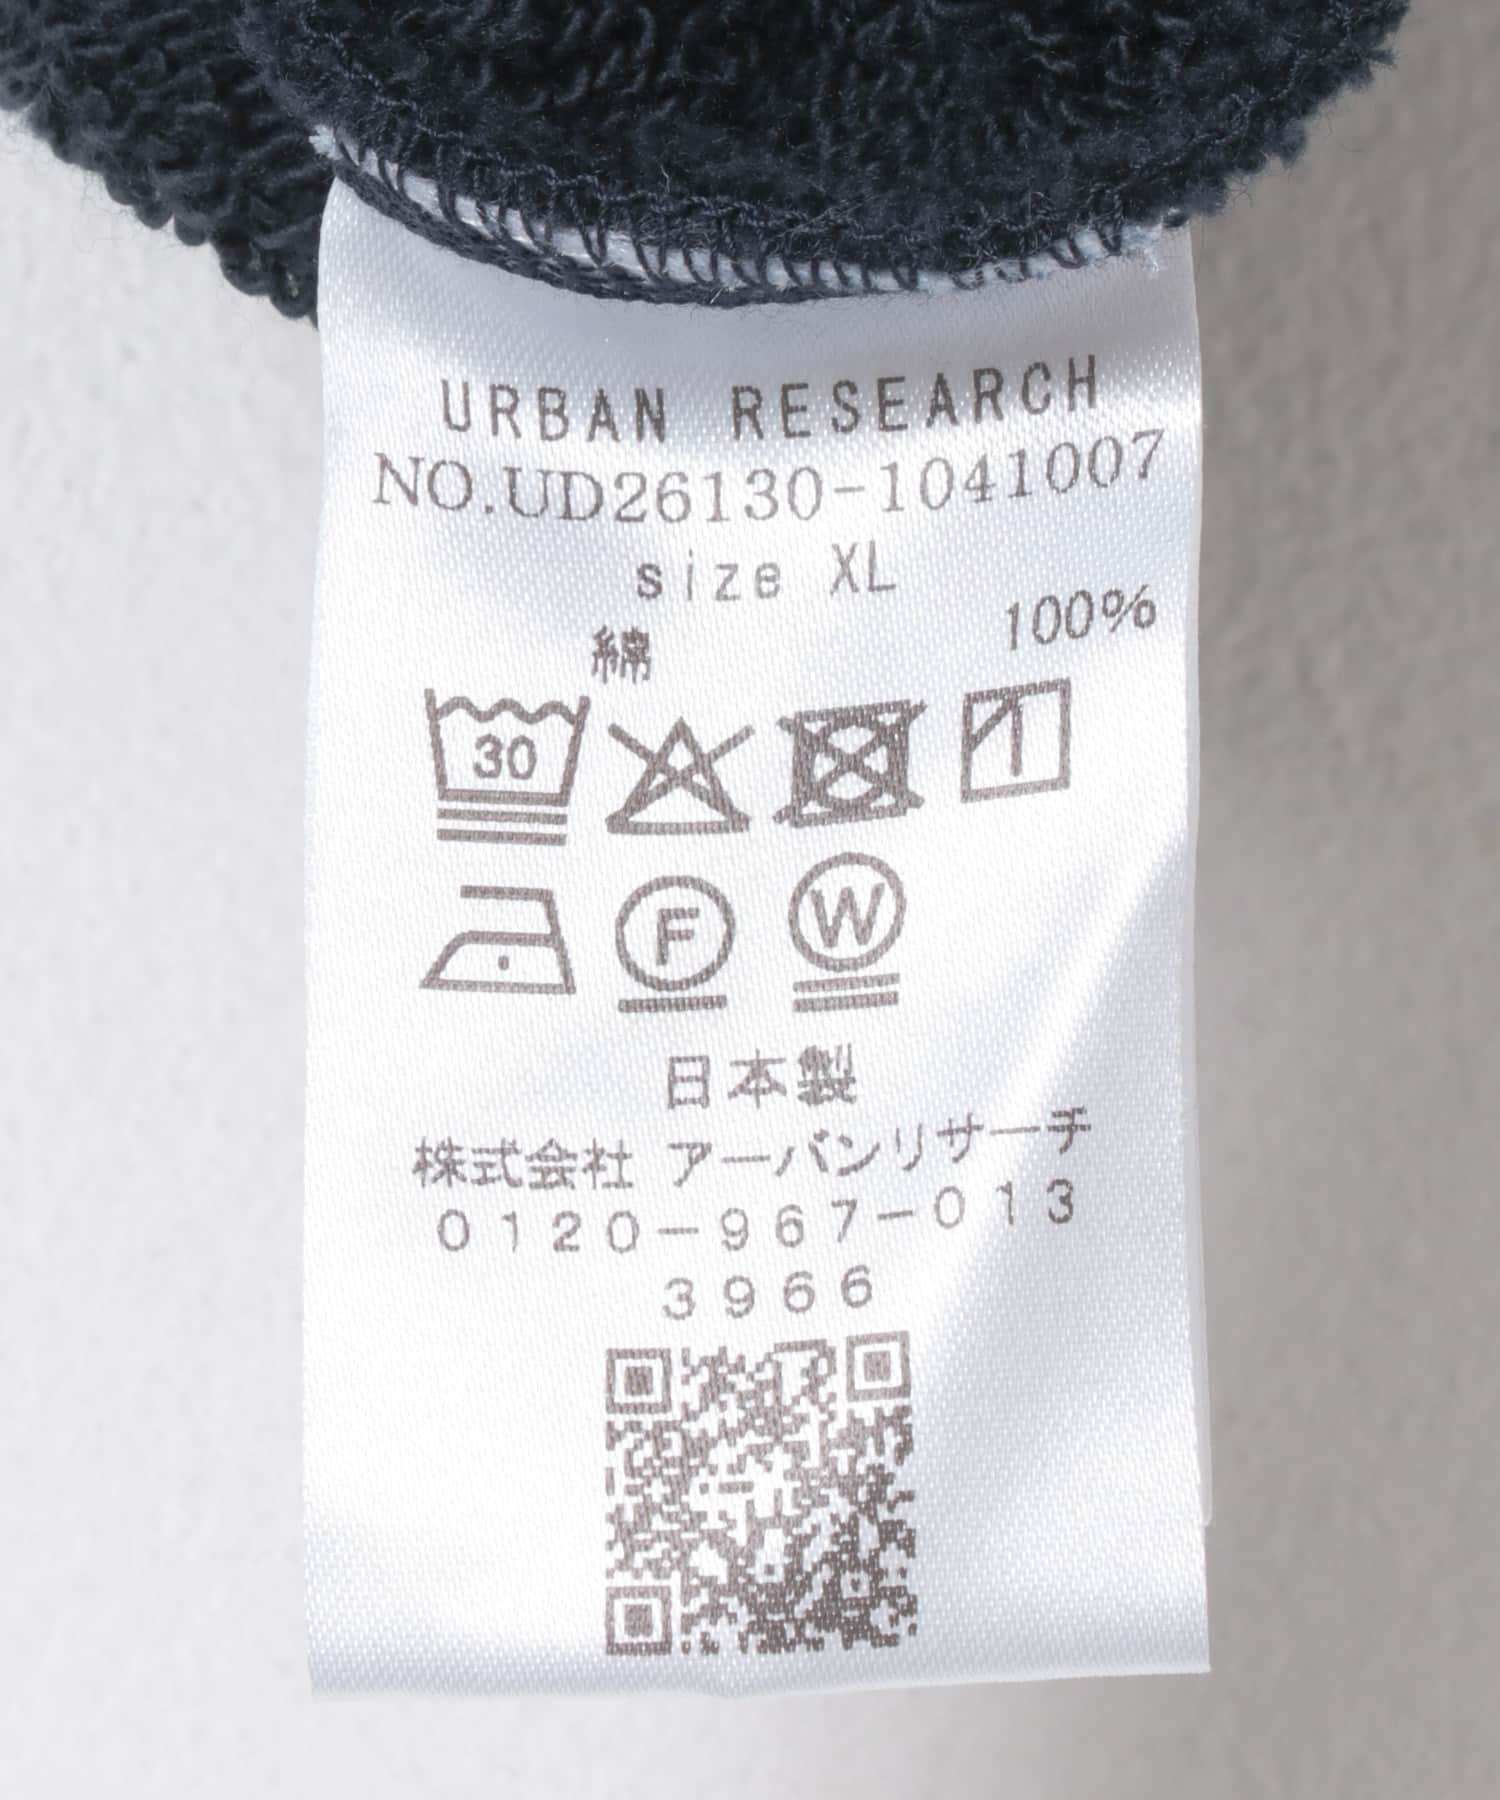 URBAN RESEARCH
NO.UD26130-1041007
size XL
綿 100%
30
F W
日本製
株式会社 アーバンリサーチ
0120-967-013
3966